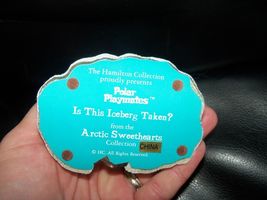 The Hamilton Collection
proudly presents
Polar
Playmates™
Is This Iceberg Taken?
from the
Arctic Sweethearts
Collection
CHINA
© HC. All Rights Reserved.